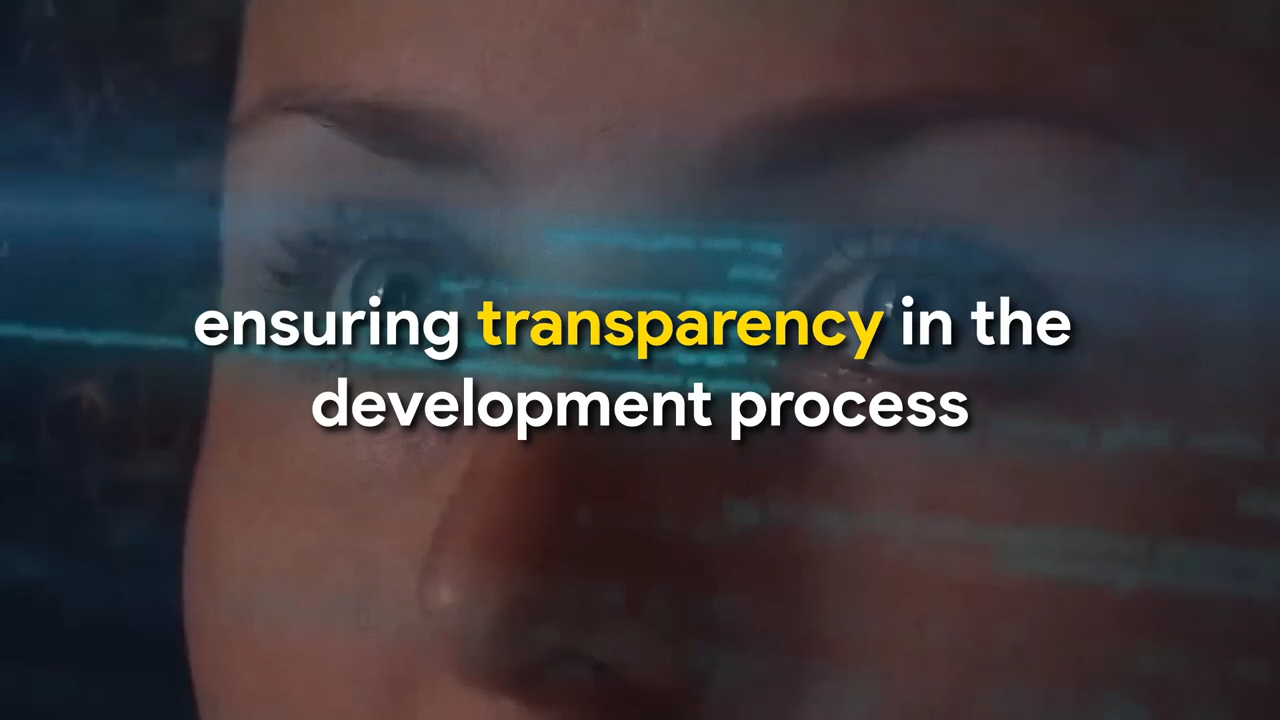 ensuring transparency in the
development process